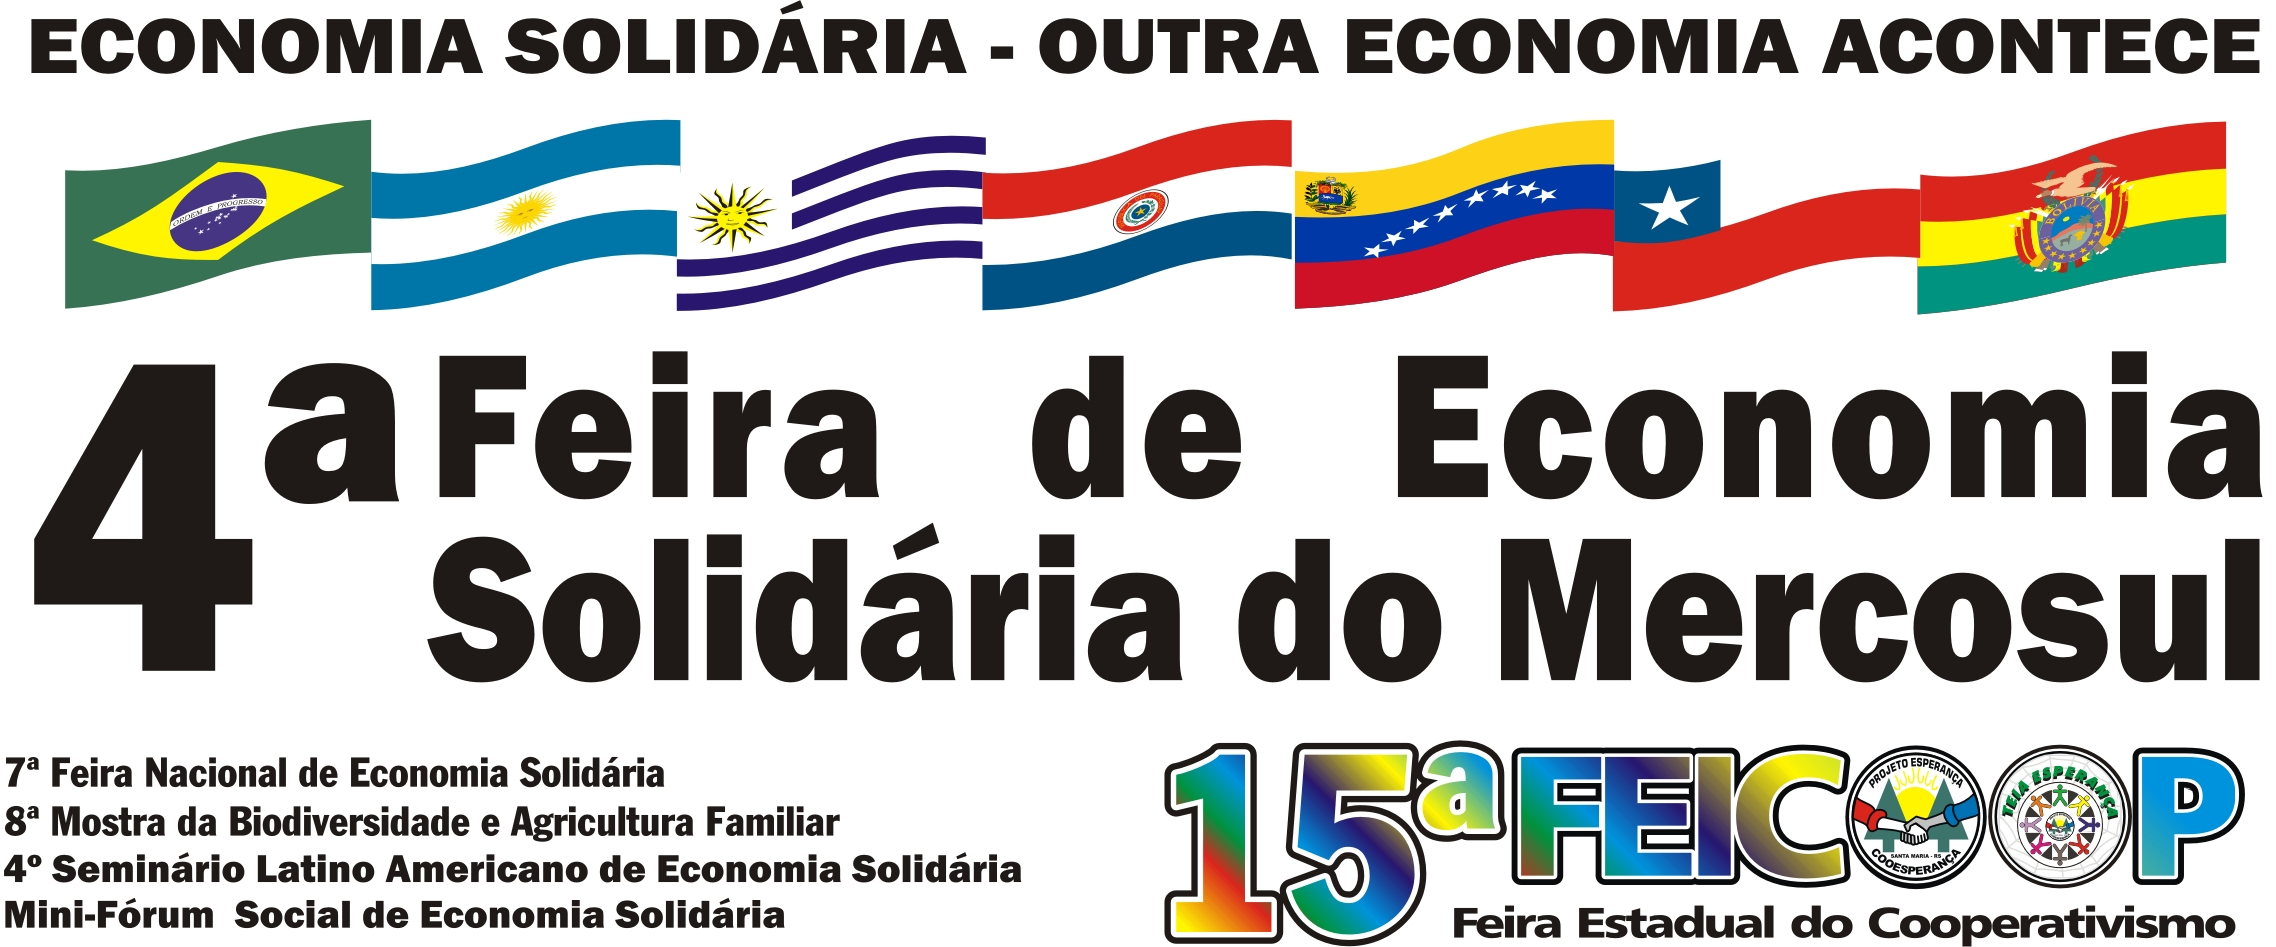 ECONOMIA SOLIDÁRIA - OUTRA ECONOMIA ACONTECE
ORDEM E PROGRESSO
BOLIVIA
4ª Feira de Economia
Solidária do Mercosul
7ª Feira Nacional de Economia Solidária
8ª Mostra da Biodiversidade e Agricultura Familiar
4º Seminário Latino Americano de Economia Solidária
Mini-Fórum Social de Economia Solidária
15ª FEICOOP
PROJETO ESPERANÇA
SANTA MARIA - RS
COOESPERANÇA
TEIA ESPERANÇA
Feira Estadual do Cooperativismo